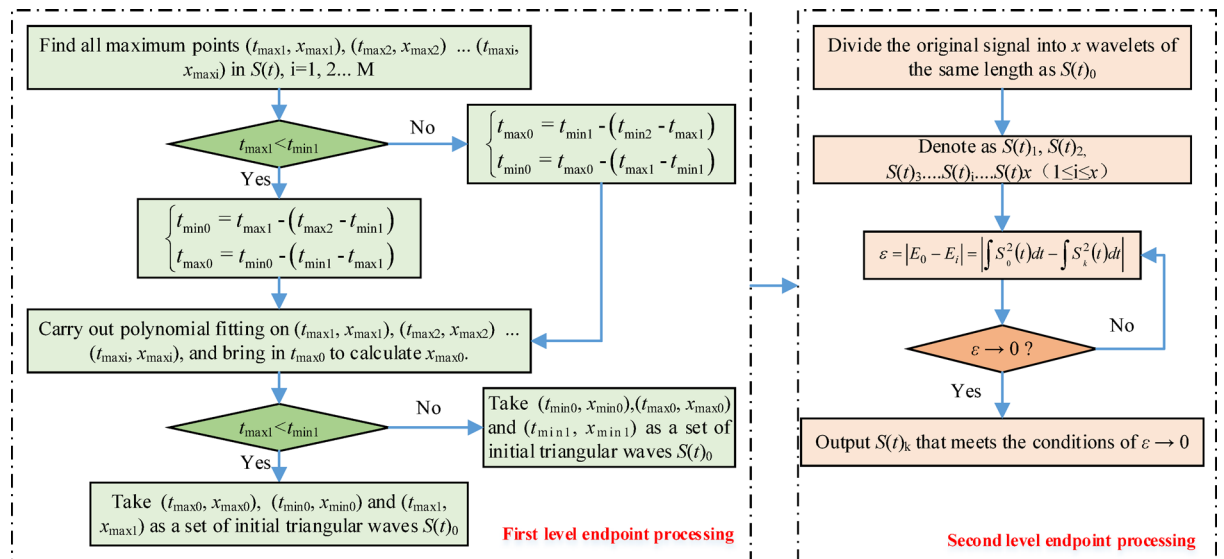 Find all maximum points (tmax1, xmax1), (tmax2, xmax2) ... (tmaxi,
xmaxi) in S(t), i=1, 2... M
tmax1<tmin1
No
tmax0 = tmin1 - (tmin2 - tmax1)
tmin0 = tmax0 - (tmax1 - tmin1)
Yes
tmin0 = tmax1 - (tmax2 - tmin1)
tmax0 = tmin0 - (tmin1 - tmax1)
Carry out polynomial fitting on (tmax1, xmax1), (tmax2, xmax2) ...
(tmaxi, xmaxi), and bring in tmax0 to calculate xmax0.
tmax1<tmin1
No
Take (tmin0, xmin0),(tmax0, xmax0)
and (tmin1, xmin1) as a set of
initial triangular waves S(t)0
Yes
Take (tmax0, xmax0), (tmin0, xmin0) and (tmax1,
xmax1) as a set of initial triangular waves S(t)0
First level endpoint processing
Divide the original signal into x wavelets of
the same length as S(t)0
Denote as S(t)1, S(t)2,
S(t)3....S(t)i....S(t)x（1≤i≤x）
ε = |E0 − Ei| = |∫S0²(t)dt − ∫Sk²(t)dt|
ε → 0 ?
No
Yes
Output S(t)k that meets the conditions of ε → 0
Second level endpoint processing